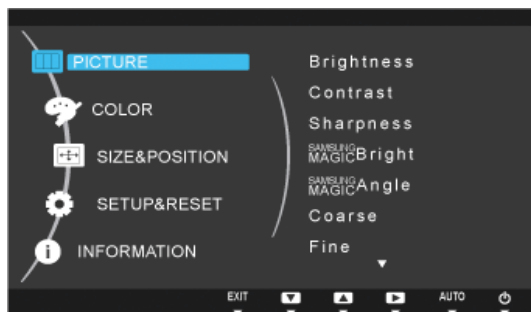 PICTURE
COLOR
SIZE&POSITION
SETUP&RESET
INFORMATION
Brightness
Contrast
Sharpness
SAMSUNG
MAGICBright
SAMSUNG
MAGICAngle
Coarse
Fine
EXIT
AUTO